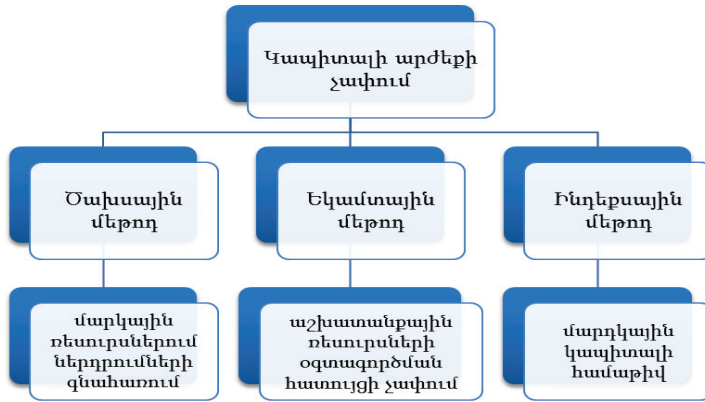 Կապիտալի արժեքի
չափում
Ծախսային
մեթոդ
Եկամտային
մեթոդ
Ինդեքսային
մեթոդ
մարկային
ռեսուրսներում
ներդրումների
գնահառում
աշխատանքային
ռեսուրսների
օգտագործման
հատույցի չափում
մարդկային
կապիտալի
համաթիվ